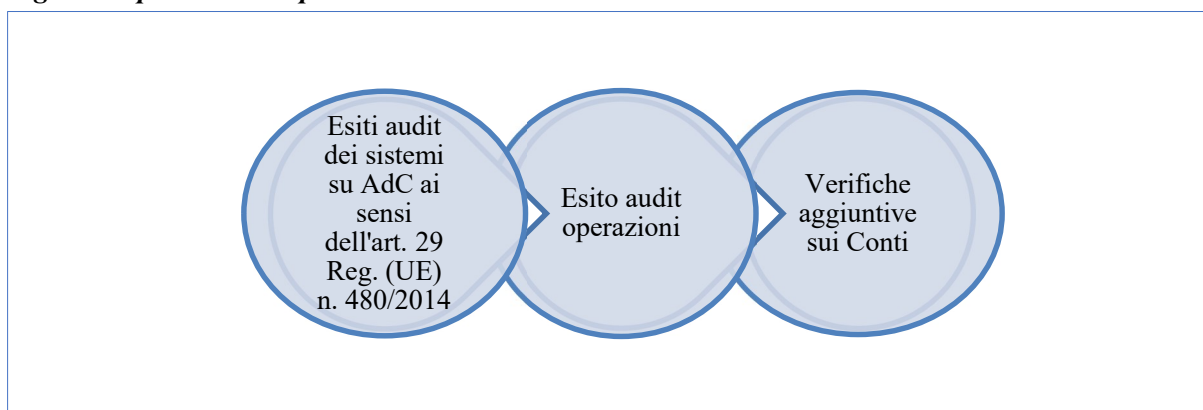 Esiti audit
dei sistemi
su AdC ai
sensi
dell'art. 29
Reg. (UE)
n. 480/2014
Esito audit
operazioni
Verifiche
aggiuntive
sui Conti